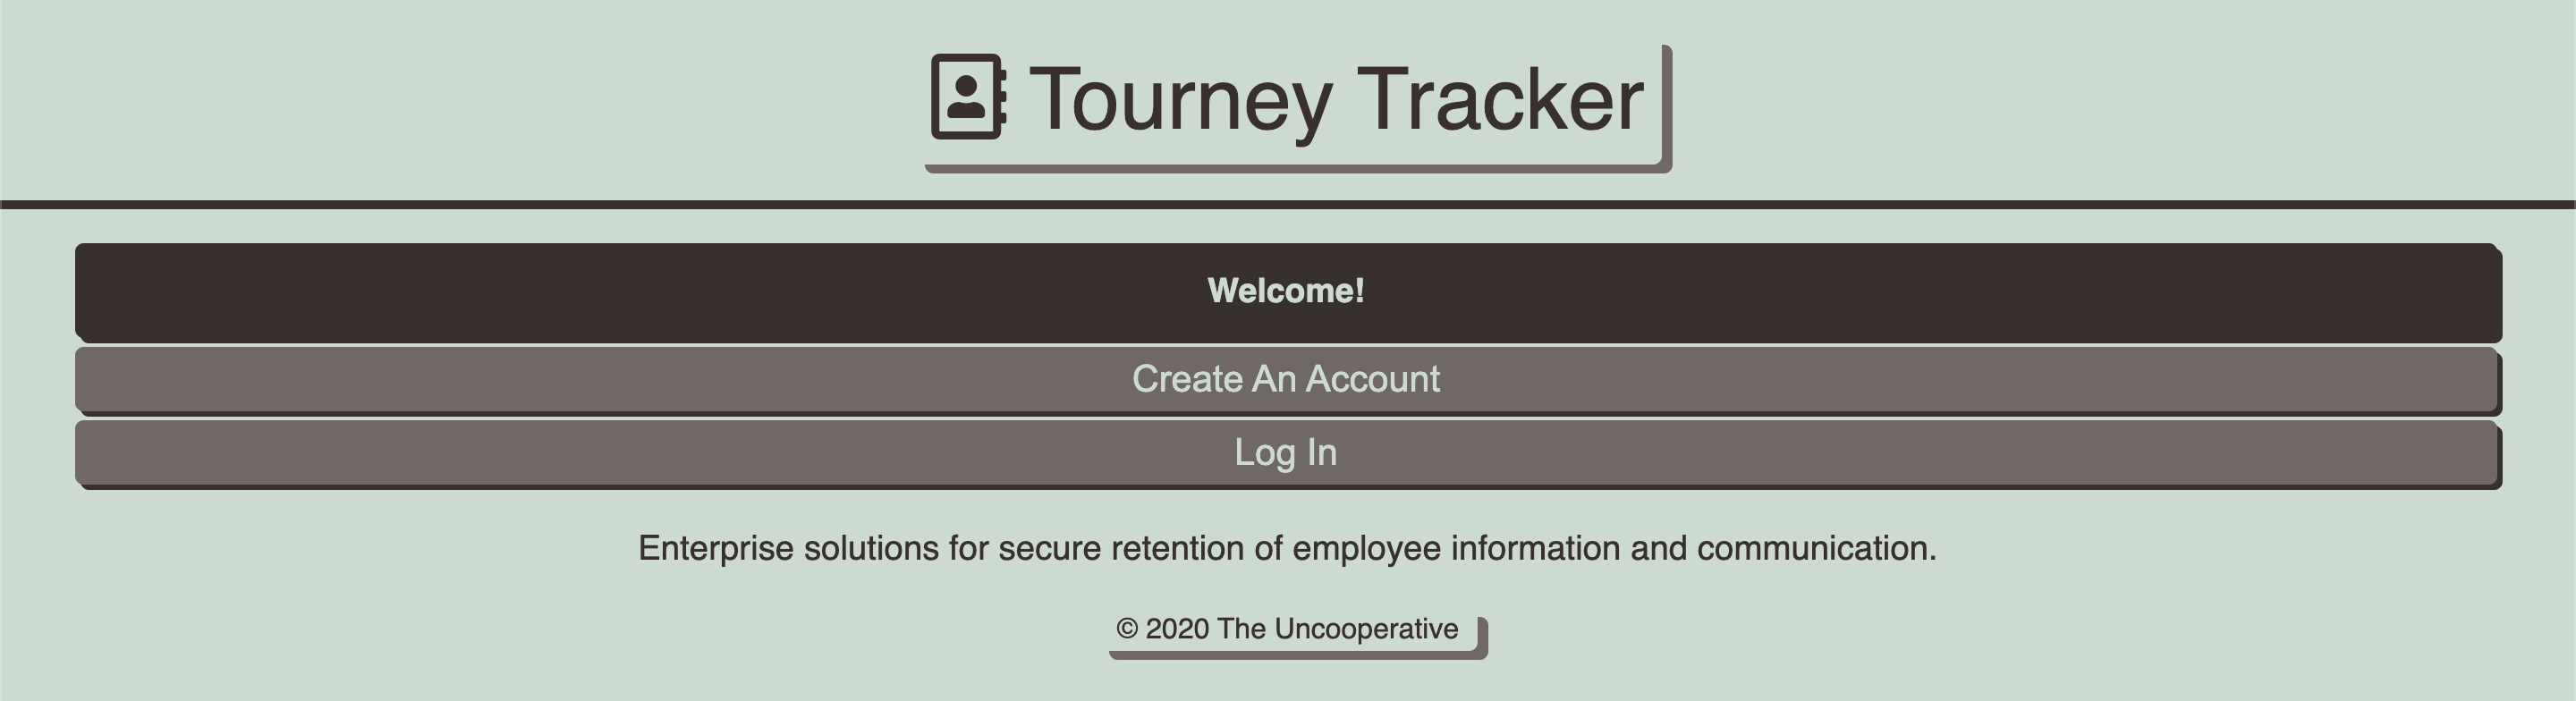 Tourney Tracker
Welcome!
Create An Account
Log In
Enterprise solutions for secure retention of employee information and communication.
© 2020 The Uncooperative